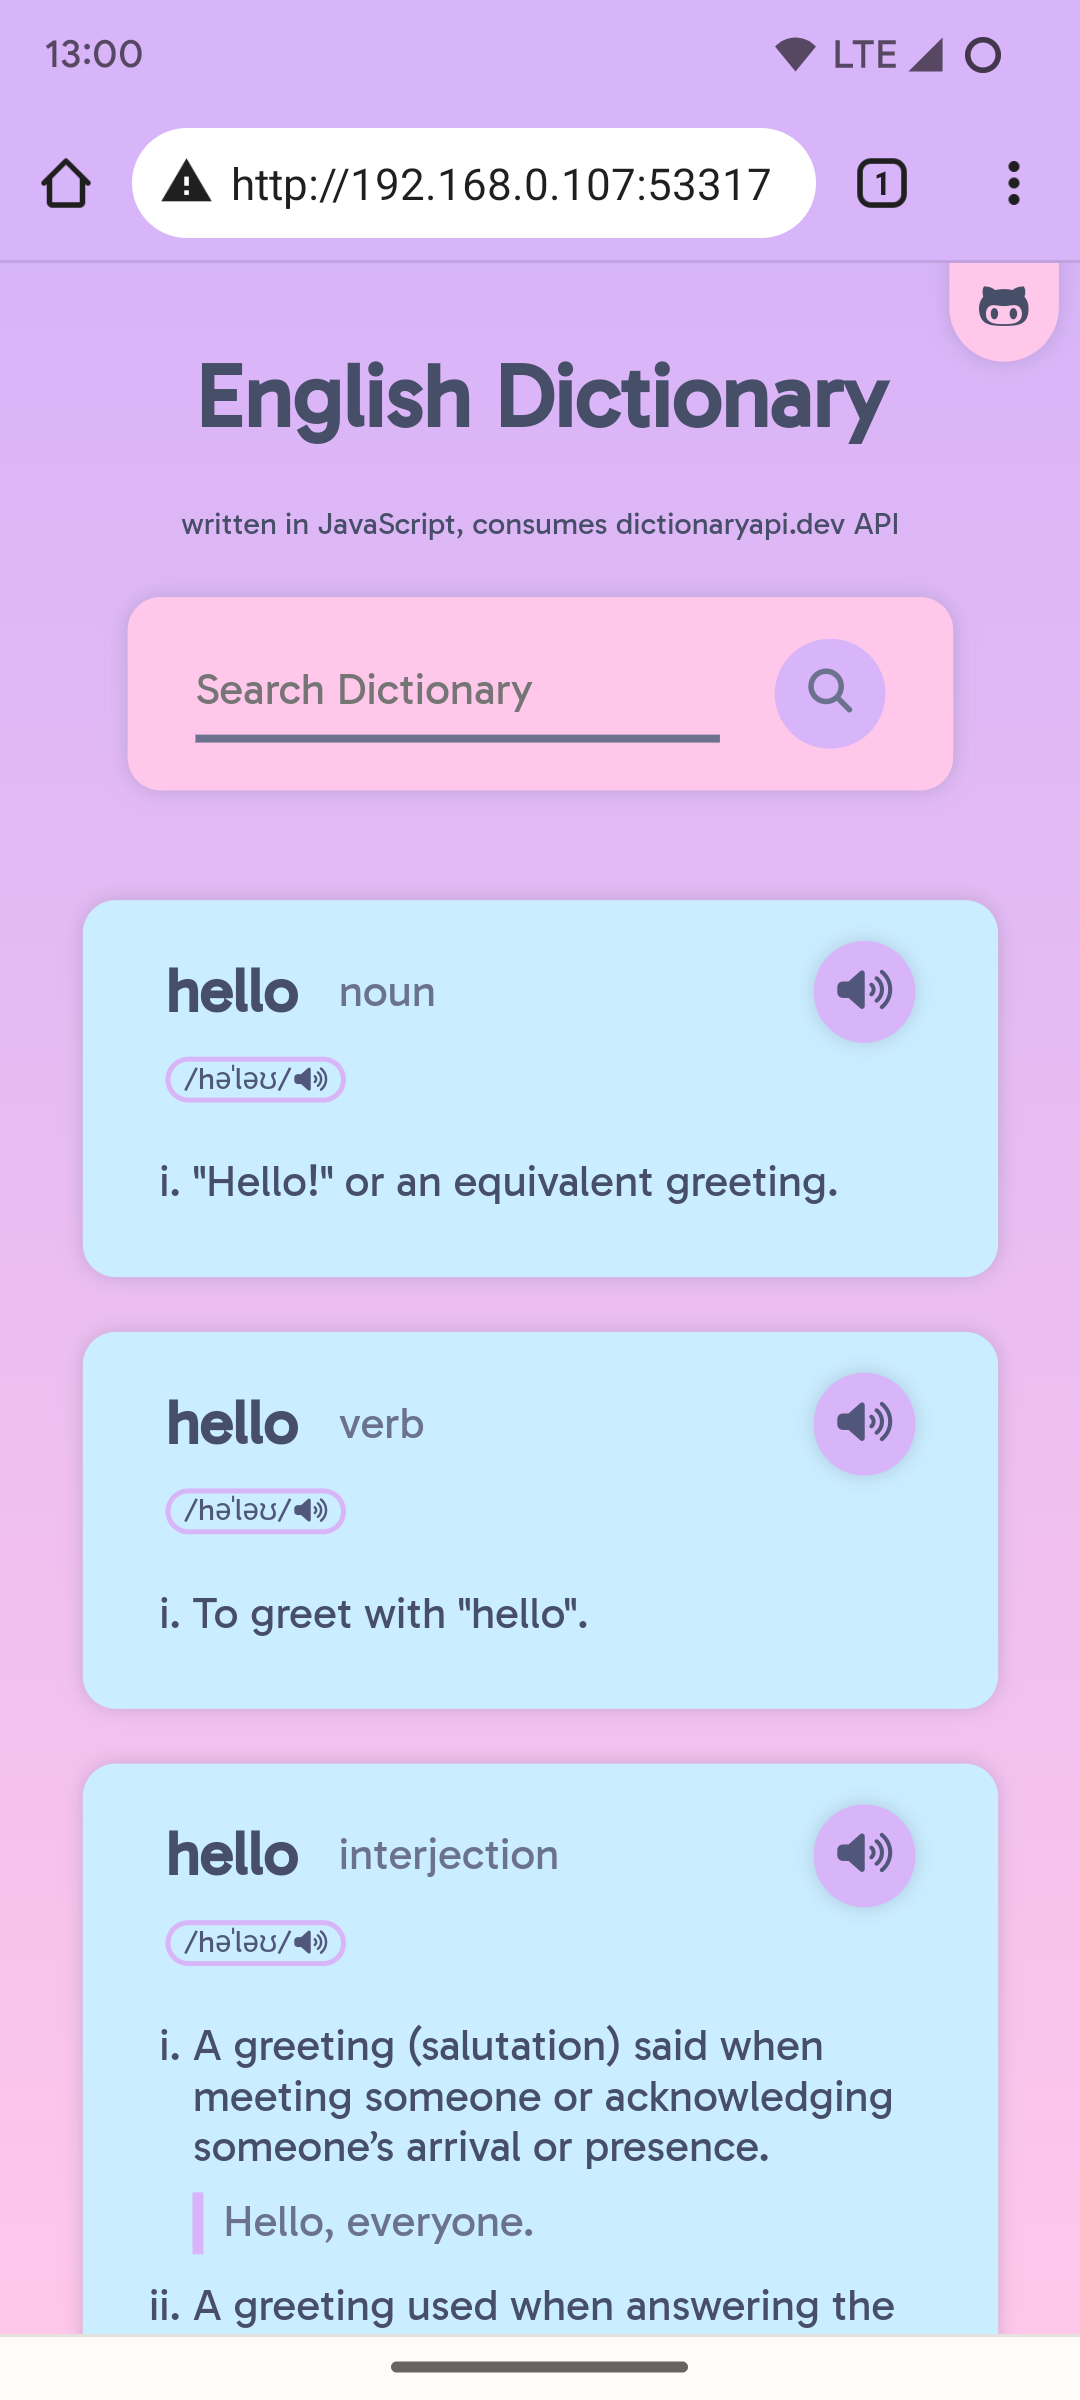 13:00 LTE
http://192.168.0.107:53317 1
English Dictionary
written in JavaScript, consumes dictionaryapi.dev API
Search Dictionary
hello noun
/həˈləʊ/
i. "Hello!" or an equivalent greeting.
hello verb
/həˈləʊ/
i. To greet with "hello".
hello interjection
/həˈləʊ/
i. A greeting (salutation) said when
meeting someone or acknowledging
someone’s arrival or presence.
Hello, everyone.
ii. A greeting used when answering the